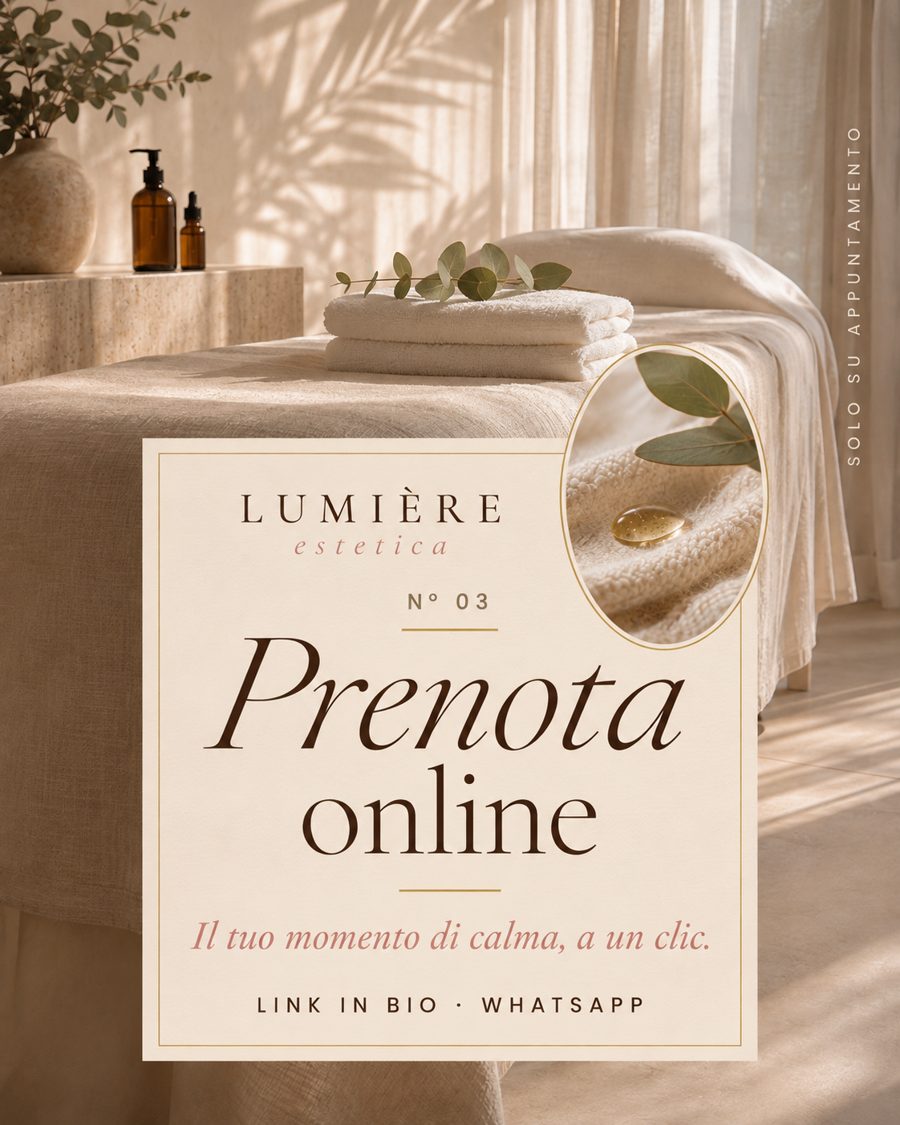 LUMIÈRE
estetica
Nº 03
Prenota
online
Il tuo momento di calma, a un clic.
LINK IN BIO · WHATSAPP
SOLO SU APPUNTAMENTO